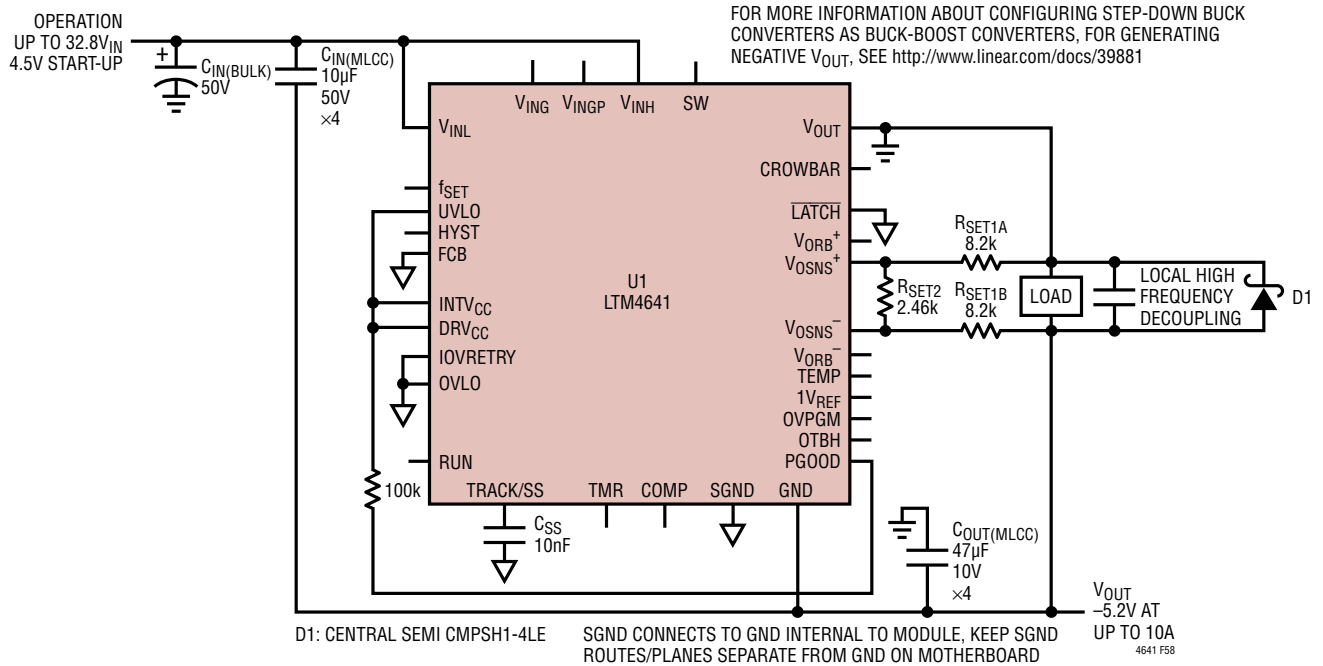 OPERATION
UP TO 32.8VIN
4.5V START-UP
+
CIN(BULK)
50V
CIN(MLCC)
10µF
50V
×4
FOR MORE INFORMATION ABOUT CONFIGURING STEP-DOWN BUCK
CONVERTERS AS BUCK-BOOST CONVERTERS, FOR GENERATING
NEGATIVE VOUT, SEE http://www.linear.com/docs/39881
VING
VINGP
VINH
SW
VINL
fSET
UVLO
HYST
FCB
INTVCC
DRVCC
IOVRETRY
OVLO
RUN
U1
LTM4641
VOUT
CROWBAR
LATCH
VORB+
VOSNS+
VOSNS–
VORB–
TEMP
1VREF
OVPGM
OTBH
PGOOD
TRACK/SS
TMR
COMP
SGND
GND
RSET1A
8.2k
RSET2
2.46k
RSET1B
8.2k
LOAD
LOCAL HIGH
FREQUENCY
DECOUPLING
D1
100k
CSS
10nF
COUT(MLCC)
47µF
10V
×4
VOUT
–5.2V AT
UP TO 10A
4641 F58
D1: CENTRAL SEMI CMPSH1-4LE
SGND CONNECTS TO GND INTERNAL TO MODULE, KEEP SGND
ROUTES/PLANES SEPARATE FROM GND ON MOTHERBOARD